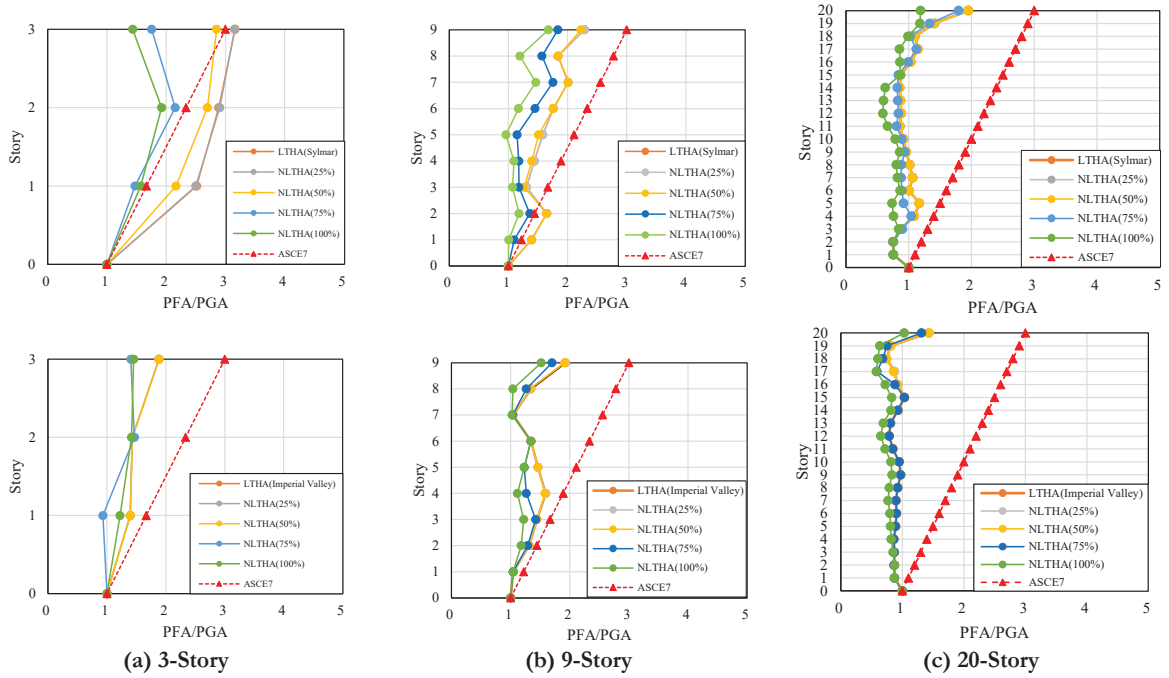 3
2
1
0
Story
0 1 2 3 4 5
PFA/PGA
LTHA(Sylmar)
NLTHA(25%)
NLTHA(50%)
NLTHA(75%)
NLTHA(100%)
ASCE7
9
8
7
6
5
4
3
2
1
0
Story
0 1 2 3 4 5
PFA/PGA
LTHA(Sylmar)
NLTHA(25%)
NLTHA(50%)
NLTHA(75%)
NLTHA(100%)
ASCE7
20
19
18
17
16
15
14
13
12
11
10
9
8
7
6
5
4
3
2
1
0
Story
0 1 2 3 4 5
PFA/PGA
LTHA(Sylmar)
NLTHA(25%)
NLTHA(50%)
NLTHA(75%)
NLTHA(100%)
ASCE7
3
2
1
0
Story
0 1 2 3 4 5
PFA/PGA
LTHA(Imperial Valley)
NLTHA(25%)
NLTHA(50%)
NLTHA(75%)
NLTHA(100%)
ASCE7
(a) 3-Story
9
8
7
6
5
4
3
2
1
0
Story
0 1 2 3 4 5
PFA/PGA
LTHA(Imperial Valley)
NLTHA(25%)
NLTHA(50%)
NLTHA(75%)
NLTHA(100%)
ASCE7
(b) 9-Story
20
19
18
17
16
15
14
13
12
11
10
9
8
7
6
5
4
3
2
1
0
Story
0 1 2 3 4 5
PFA/PGA
LTHA(Imperial Valley)
NLTHA(25%)
NLTHA(50%)
NLTHA(75%)
NLTHA(100%)
ASCE7
(c) 20-Story